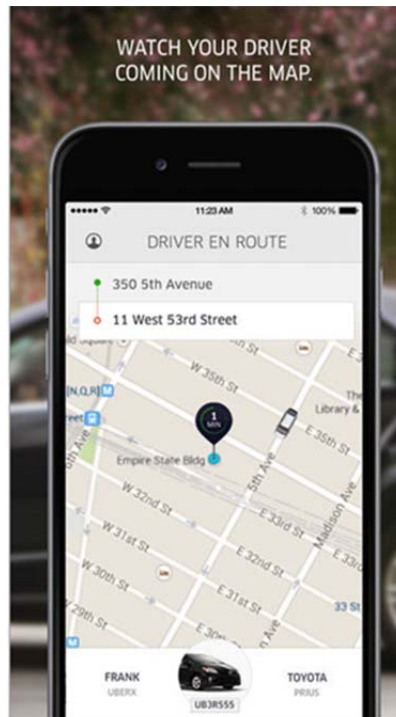 WATCH YOUR DRIVER
COMING ON THE MAP.
11:23 AM
100%
DRIVER EN ROUTE
350 5th Avenue
11 West 53rd Street
W 35th St
[N,Q,R] M
Library &
E 35th St
1
MIN
Empire State Bldg
5th Ave
Madison Ave
W 32nd St
E 33rd St
W 31st St
E 32nd St
W 30th St
E 31st St
33 St
29th St
M
FRANK
UBERX
TOYOTA
PRIUS
UB3R555